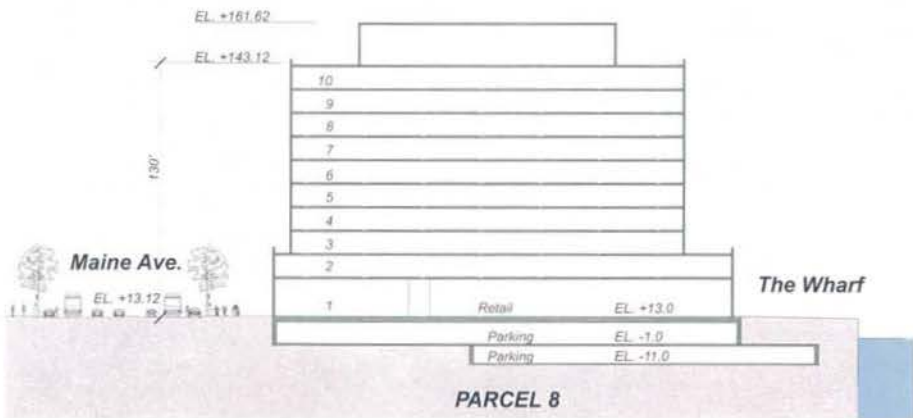 EL. +161.62
EL. +143.12
10
9
8
7
6
5
4
3
130'
Maine Ave.
2
The Wharf
EL. +13.12
1 Retail EL. +13.0
Parking EL. -1.0
Parking EL. -11.0
PARCEL 8